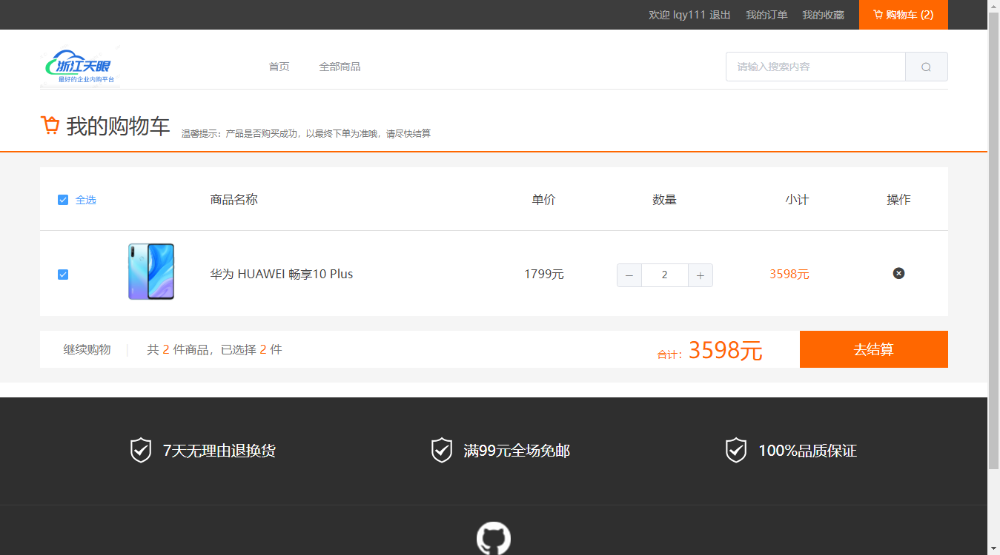 欢迎 lqy111 退出 我的订单 我的收藏 购物车 (2)
浙江天眼
最好的企业内购平台
首页 全部商品 请输入搜索内容
我的购物车 温馨提示：产品是否购买成功，以最终下单为准哦，请尽快结算
全选 商品名称 单价 数量 小计 操作
华为 HUAWEI 畅享10 Plus 1799元 2 3598元
继续购物 共 2 件商品，已选择 2 件 合计：3598元 去结算
7天无理由退换货 满99元全场免邮 100%品质保证